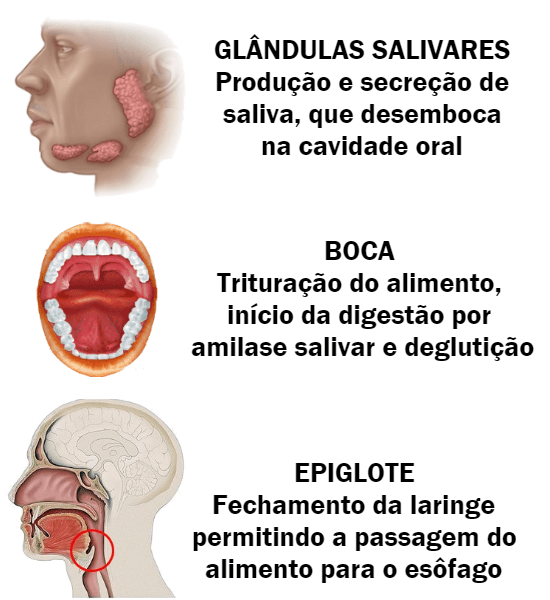 GLÂNDULAS SALIVARES
Produção e secreção de
saliva, que desemboca
na cavidade oral
BOCA
Trituração do alimento,
início da digestão por
amilase salivar e deglutição
EPIGLOTE
Fechamento da laringe
permitindo a passagem do
alimento para o esôfago